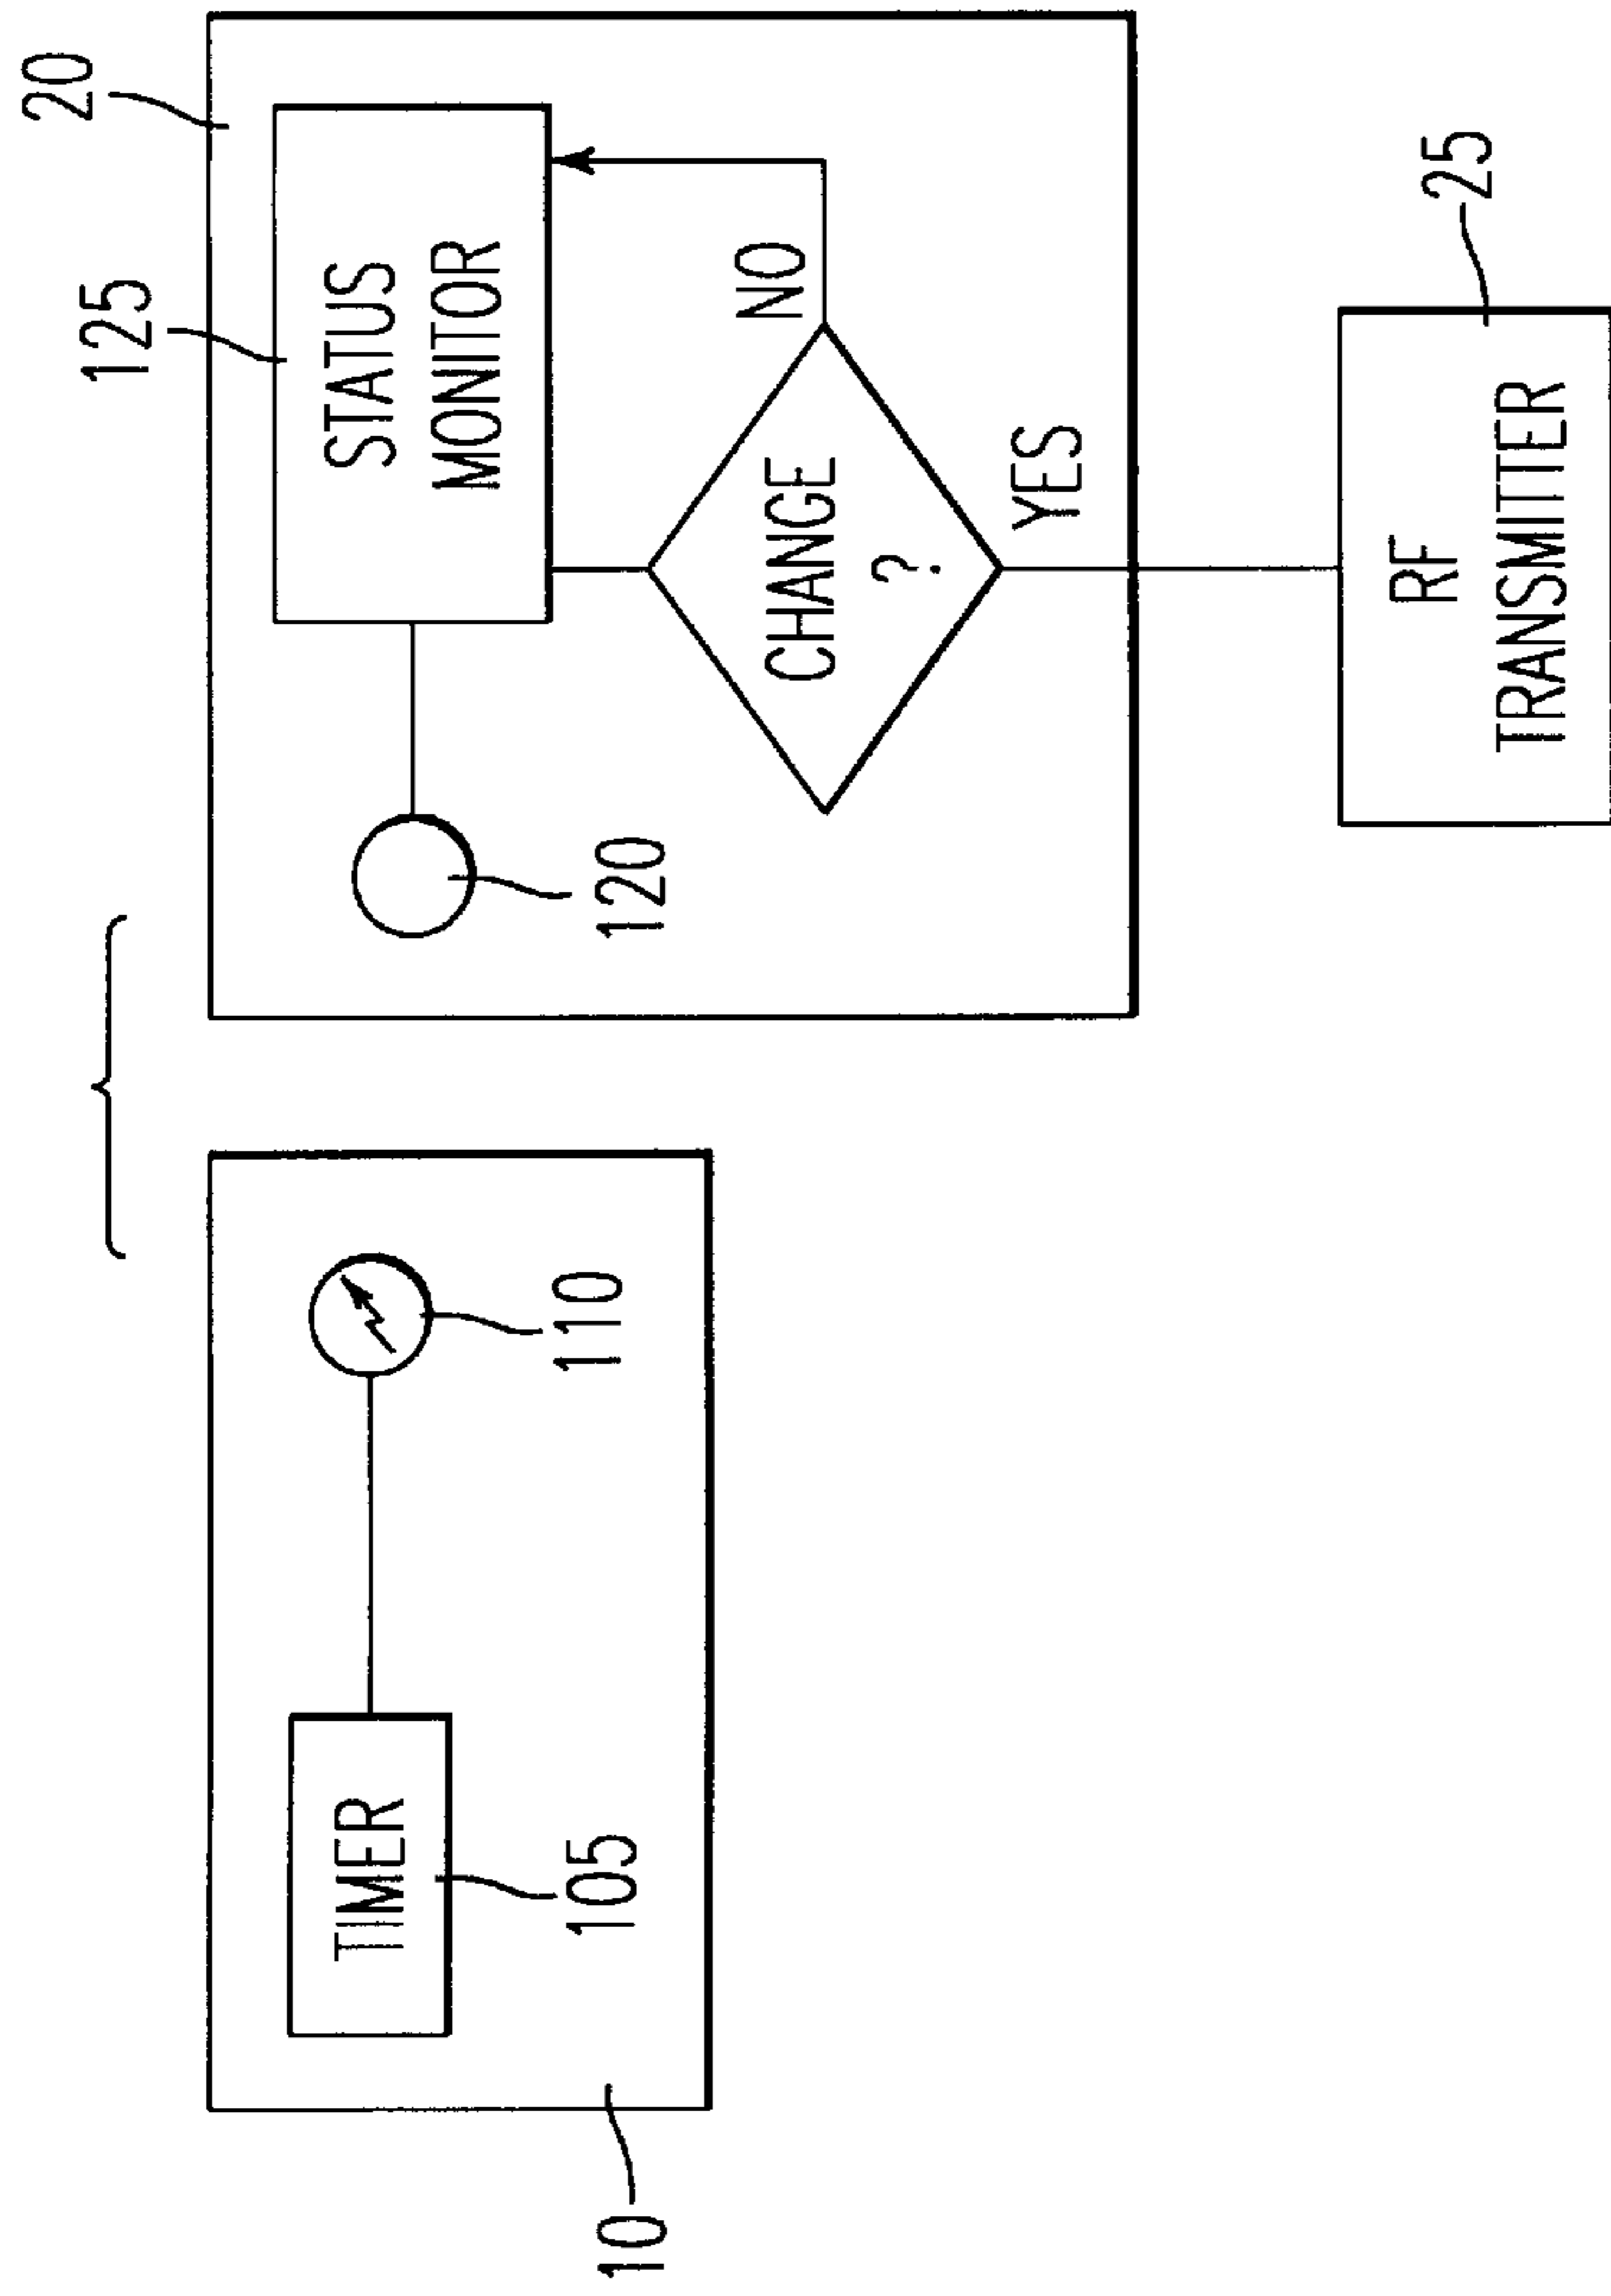 20
125
STATUS
MONITOR
NO
CHANGE
?
YES
120
110
TIMER
105
10
25
RF
TRANSMITTER